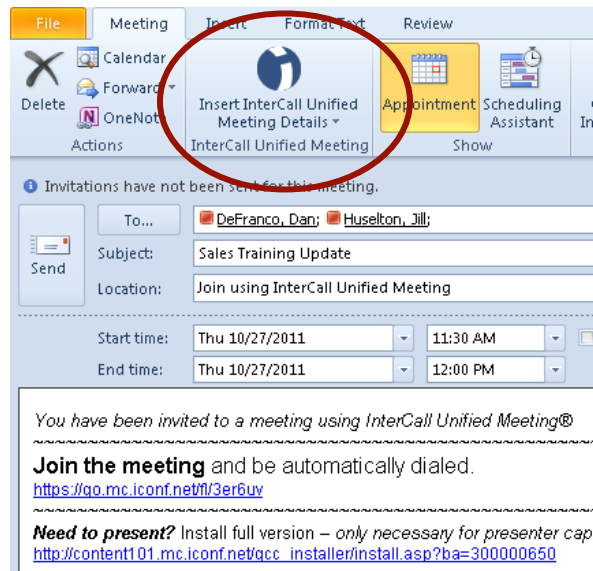 File Meeting Insert Format Text Review
Calendar
Forward
OneNote
Delete
Insert InterCall Unified
Meeting Details
Appointment
Scheduling
Assistant
In
Actions InterCall Unified Meeting Show
Invitations have not been sent for this meeting.
To... DeFranco, Dan; Huselton, Jill;
Send
Subject: Sales Training Update
Location: Join using InterCall Unified Meeting
Start time: Thu 10/27/2011 11:30 AM
End time: Thu 10/27/2011 12:00 PM
You have been invited to a meeting using InterCall Unified Meeting®
~~~~~~~~~~~~~~~~~~~~~~~~~~~~~~~~~~~~~~~~~~~~~~~~
Join the meeting and be automatically dialed.
https://go.mc.iconf.net/fl/3er6uv
~~~~~~~~~~~~~~~~~~~~~~~~~~~~~~~~~~~~~~~~~~~~~~~~
Need to present? Install full version – only necessary for presenter cap
http://content101.mc.iconf.net/gcc_installer/install.asp?ba=300000650